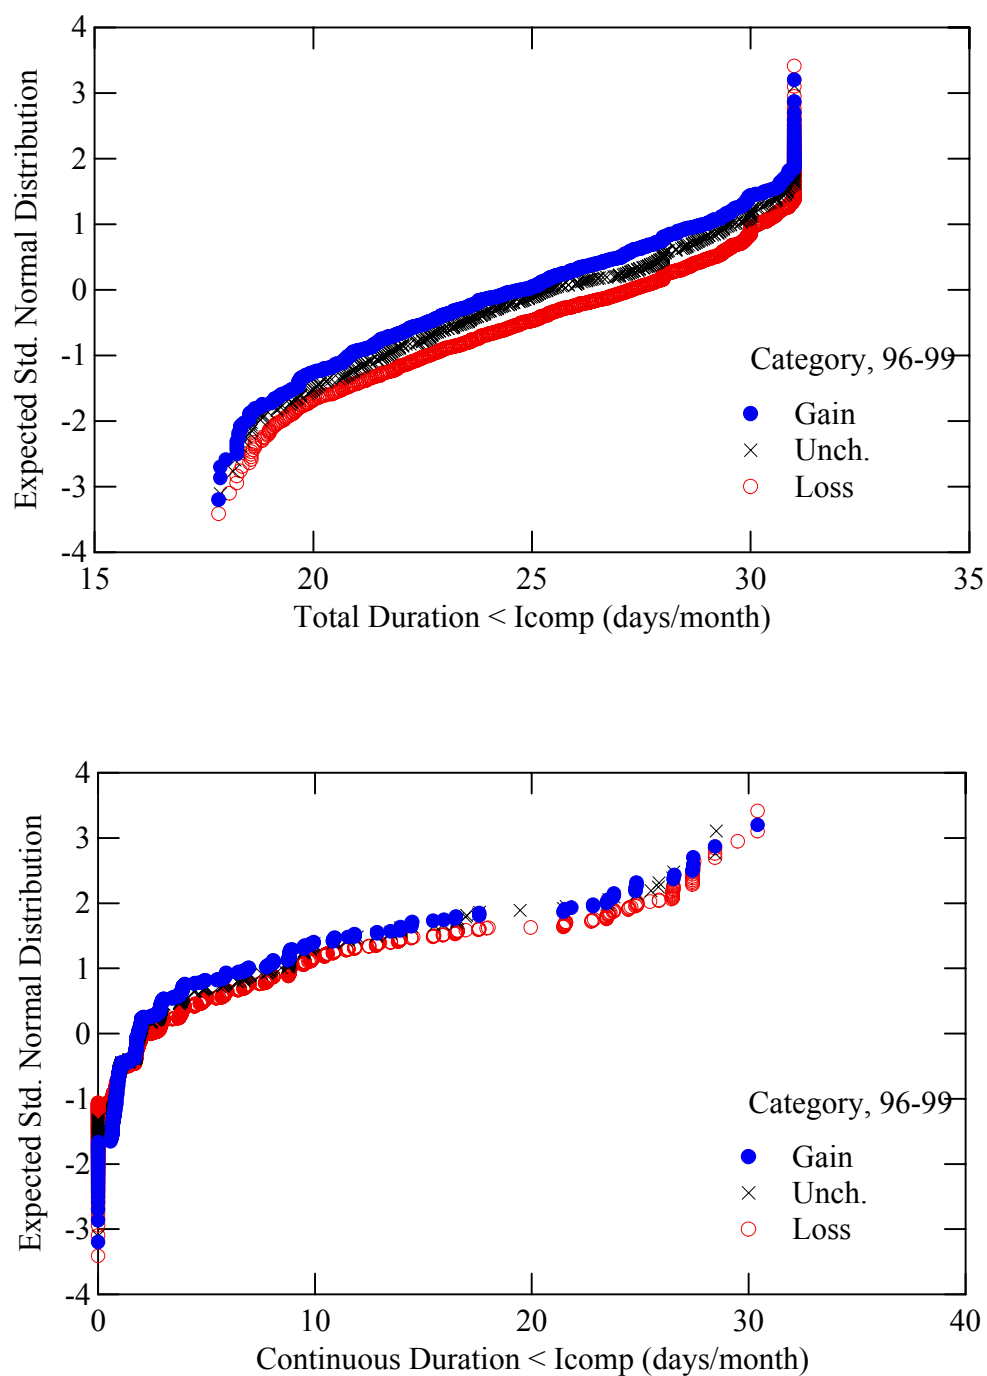 4
3
2
1
0
-1
-2
-3
-4
Expected Std. Normal Distribution
Category, 96-99
Gain
Unch.
Loss
15 20 25 30 35
Total Duration < Icomp (days/month)
4
3
2
1
0
-1
-2
-3
-4
Expected Std. Normal Distribution
Category, 96-99
Gain
Unch.
Loss
0 10 20 30 40
Continuous Duration < Icomp (days/month)